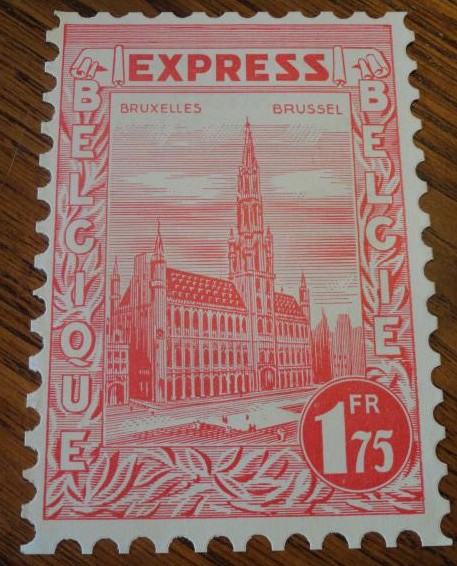 EXPRESS
BRUXELLES BRUSSEL
BELGIQUE
BELGIE
1 FR 75